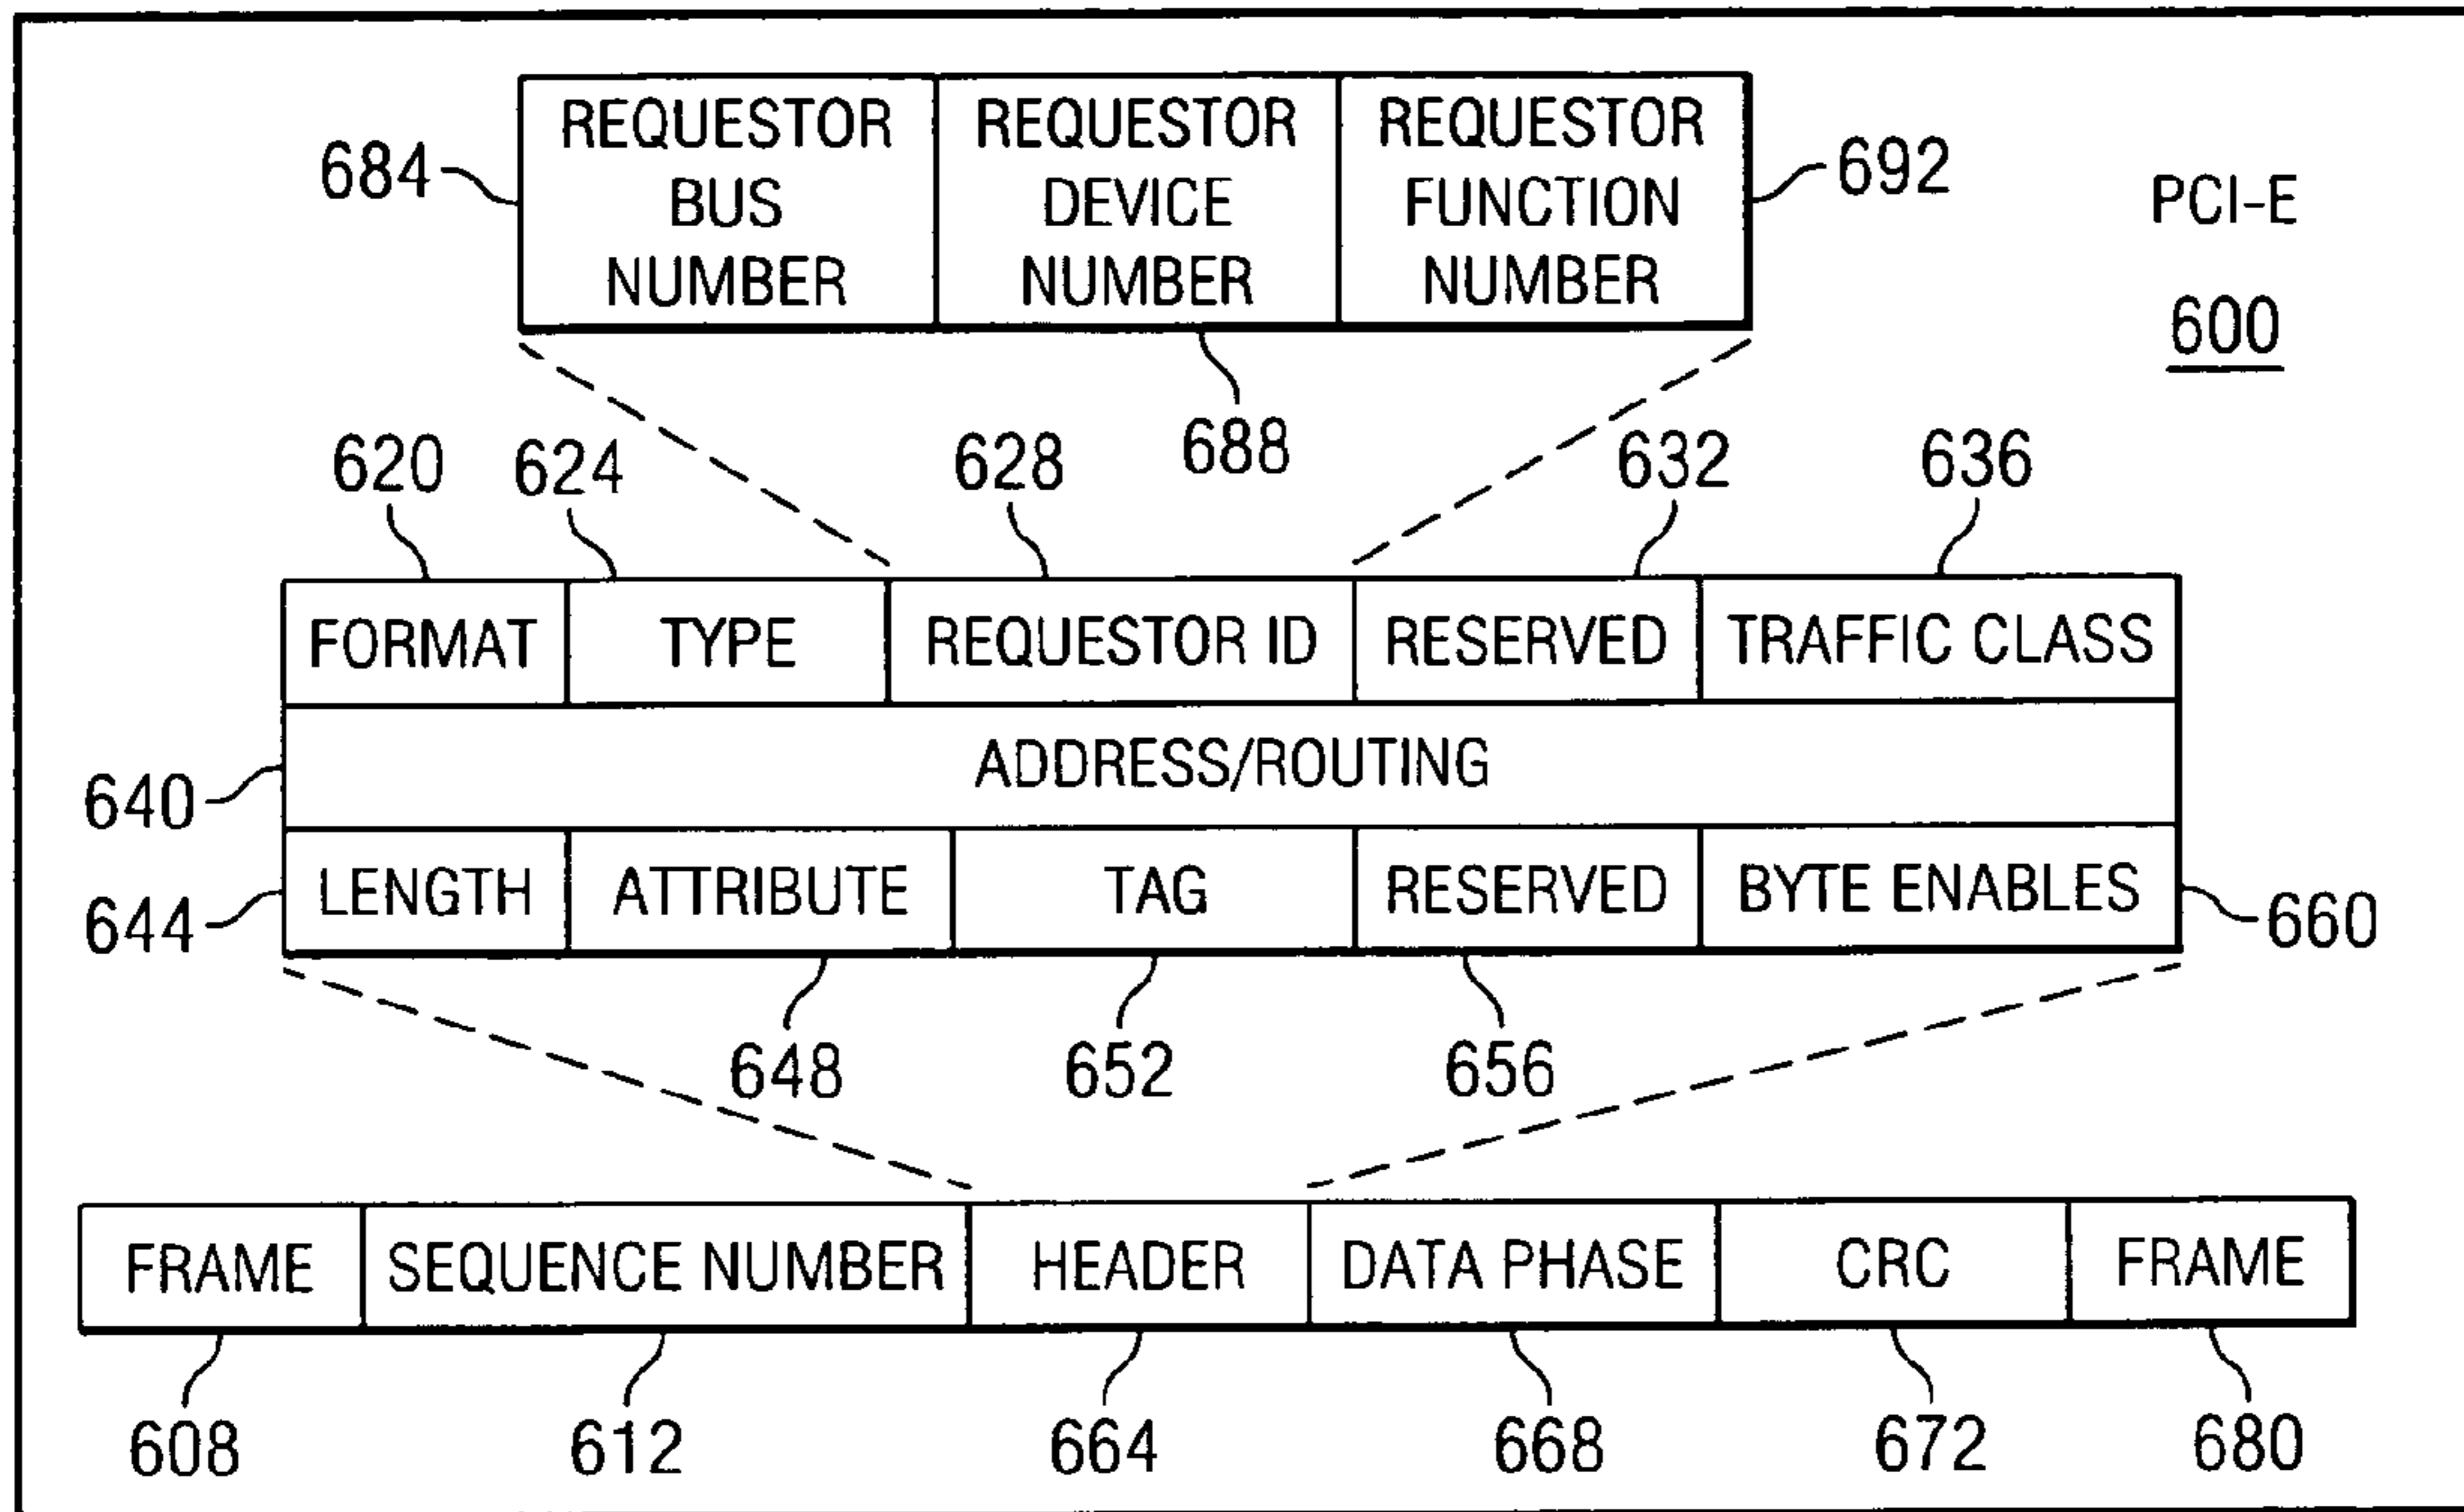 REQUESTOR BUS NUMBER
REQUESTOR DEVICE NUMBER
REQUESTOR FUNCTION NUMBER
684
692
PCI-E
600
688
620
624
628
632
636
FORMAT TYPE REQUESTOR ID RESERVED TRAFFIC CLASS
ADDRESS/ROUTING
640
LENGTH ATTRIBUTE TAG RESERVED BYTE ENABLES
644
660
648
652
656
FRAME SEQUENCE NUMBER HEADER DATA PHASE CRC FRAME
608
612
664
668
672
680